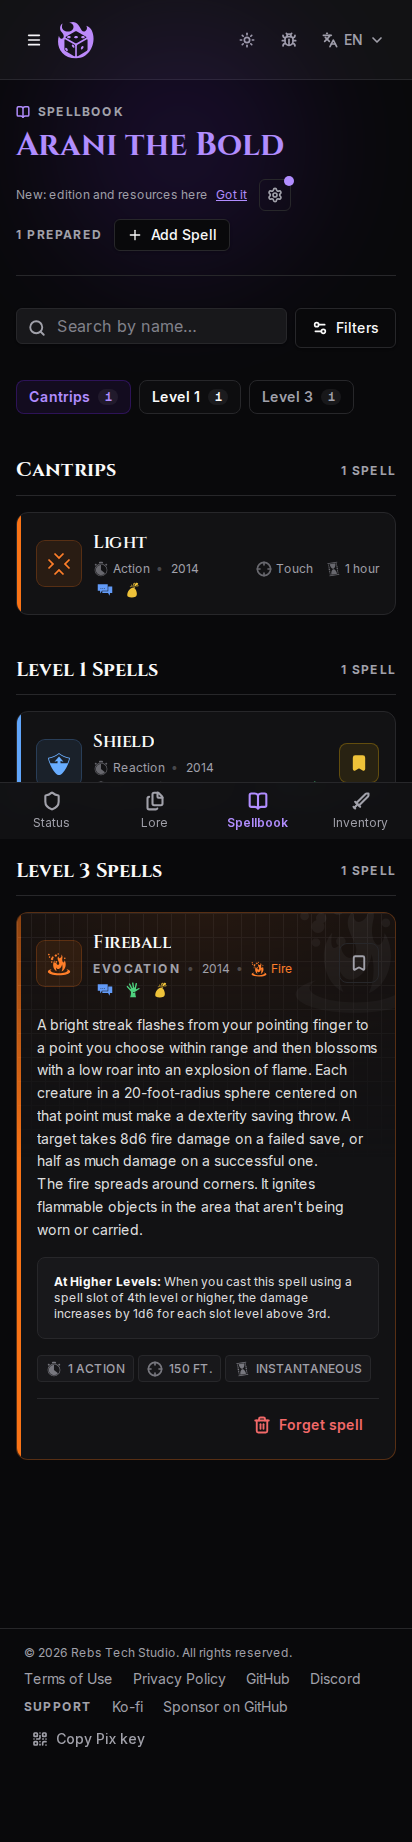 EN
SPELLBOOK
Arani the Bold
New: edition and resources here Got it
1 PREPARED
Add Spell
Search by name...
Filters
Cantrips 1
Level 1 1
Level 3 1
Cantrips
1 SPELL
Light
Action • 2014
Touch
1 hour
Level 1 Spells
1 SPELL
Shield
Reaction • 2014
Status
Lore
Spellbook
Inventory
Level 3 Spells
1 SPELL
Fireball
EVOCATION • 2014 • Fire
A bright streak flashes from your pointing finger to
a point you choose within range and then blossoms
with a low roar into an explosion of flame. Each
creature in a 20-foot-radius sphere centered on
that point must make a dexterity saving throw. A
target takes 8d6 fire damage on a failed save, or
half as much damage on a successful one.
The fire spreads around corners. It ignites
flammable objects in the area that aren't being
worn or carried.
At Higher Levels: When you cast this spell using a
spell slot of 4th level or higher, the damage
increases by 1d6 for each slot level above 3rd.
1 ACTION
150 FT.
INSTANTANEOUS
Forget spell
© 2026 Rebs Tech Studio. All rights reserved.
Terms of Use
Privacy Policy
GitHub
Discord
SUPPORT
Ko-fi
Sponsor on GitHub
Copy Pix key